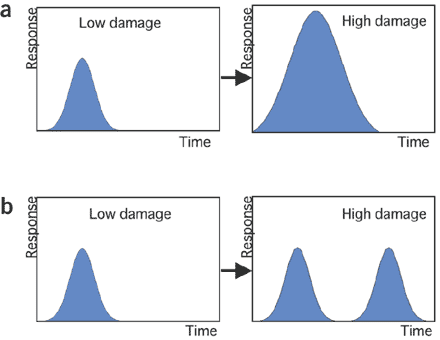 a
Response
Low damage
Time
Response
High damage
Time
b
Response
Low damage
Time
Response
High damage
Time